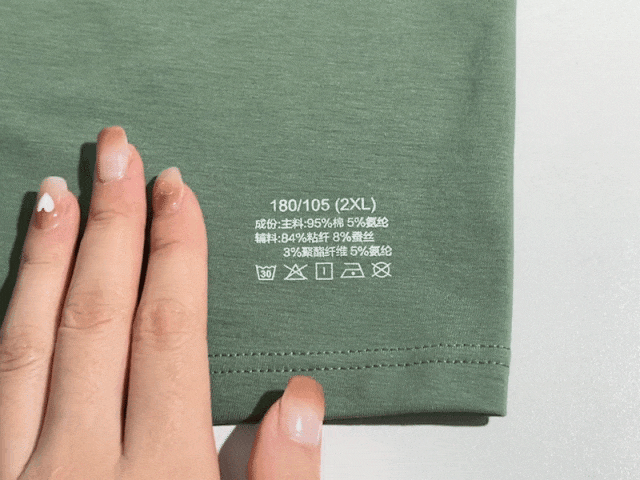 180/105 (2XL)
成份:主料:95%棉 5%氨纶
辅料:84%粘纤 8%蚕丝
3%聚酯纤维 5%氨纶
30